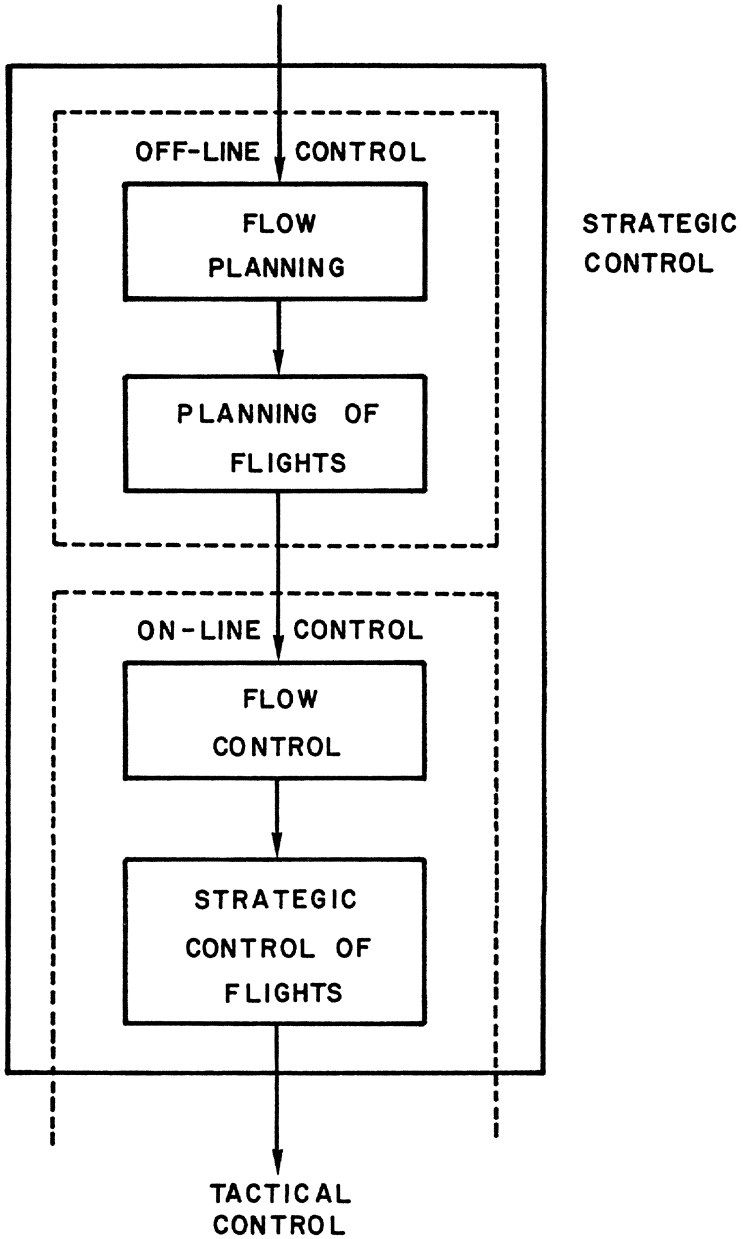 OFF-LINE CONTROL
FLOW
PLANNING
STRATEGIC
CONTROL
PLANNING OF
FLIGHTS
ON-LINE CONTROL
FLOW
CONTROL
STRATEGIC
CONTROL OF
FLIGHTS
TACTICAL
CONTROL